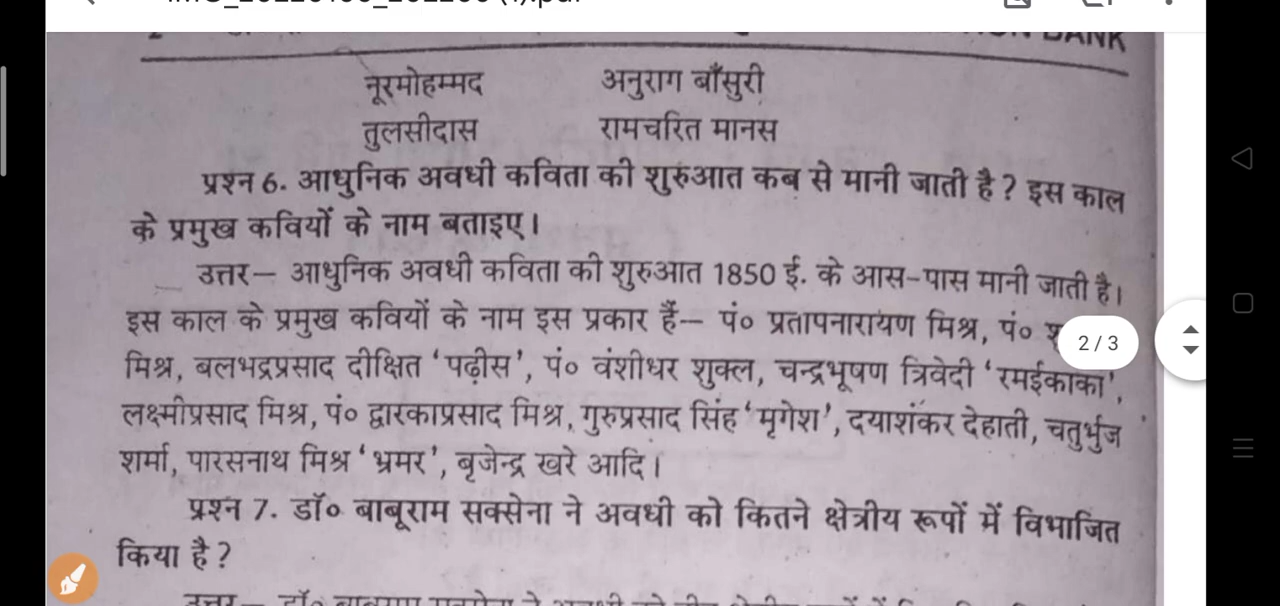 नूरमोहम्मद अनुराग बाँसुरी
तुलसीदास रामचरित मानस
प्रश्न 6. आधुनिक अवधी कविता की शुरुआत कब से मानी जाती है? इस काल
के प्रमुख कवियों के नाम बताइए।
उत्तर– आधुनिक अवधी कविता की शुरुआत 1850 ई. के आस-पास मानी जाती है।
इस काल के प्रमुख कवियों के नाम इस प्रकार हैं– पं० प्रतापनारायण मिश्र, पं०
2 / 3
मिश्र, बलभद्रप्रसाद दीक्षित ‘पढ़ीस’, पं० वंशीधर शुक्ल, चन्द्रभूषण त्रिवेदी ‘रमईकाका’,
लक्ष्मीप्रसाद मिश्र, पं० द्वारकाप्रसाद मिश्र, गुरुप्रसाद सिंह ‘मृगेश’, दयाशंकर देहाती, चतुर्भुज
शर्मा, पारसनाथ मिश्र ‘भ्रमर’, बृजेन्द्र खरे आदि।
प्रश्न 7. डॉ० बाबूराम सक्सेना ने अवधी को कितने क्षेत्रीय रूपों में विभाजित
किया है?